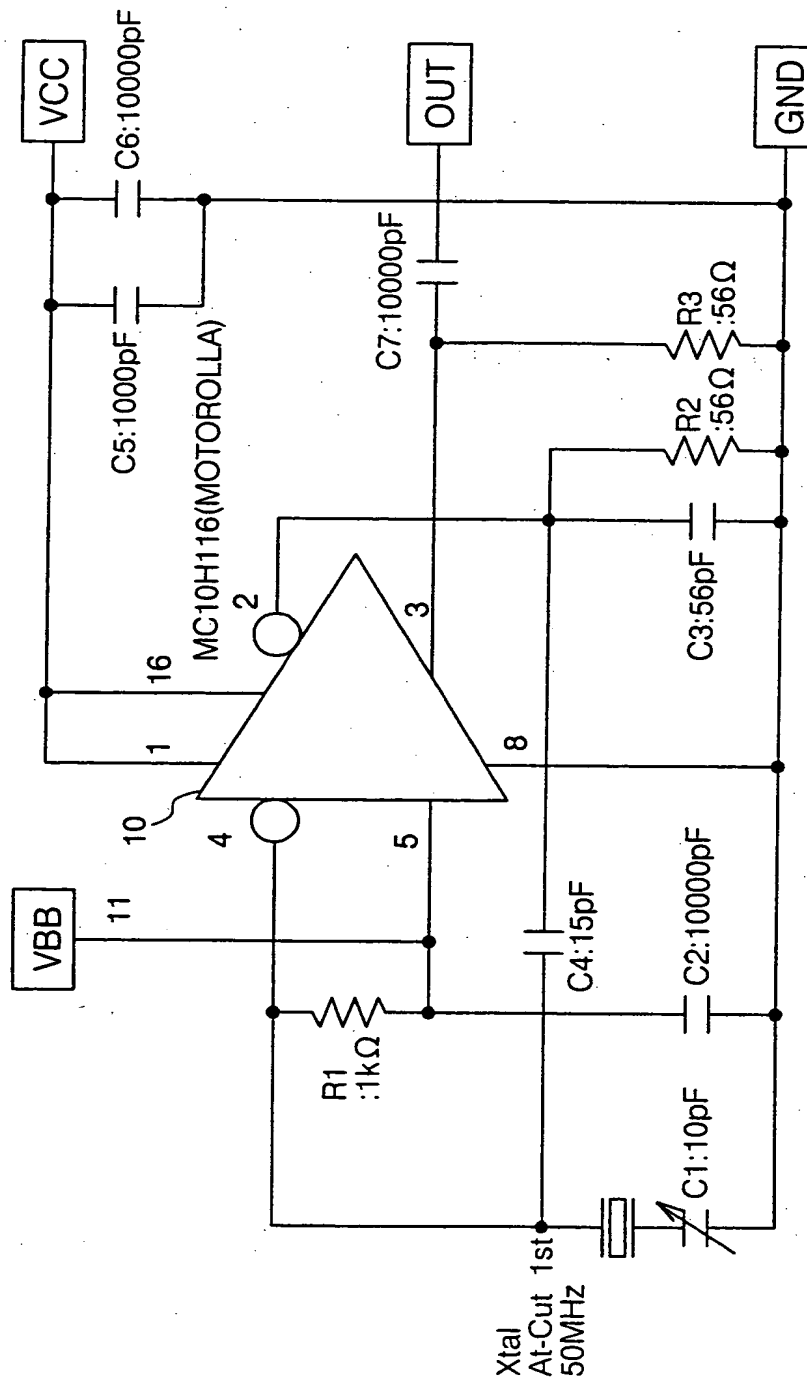 VCC
C6:10000pF
C5:1000pF
OUT
C7:10000pF
GND
MC10H116(MOTOROLLA)
R3
:56Ω
R2
:56Ω
C3:56pF
2
16
1
3
8
10
4
5
VBB
11
R1
:1kΩ
C4:15pF
C2:10000pF
C1:10pF
Xtal
At-Cut 1st
50MHz